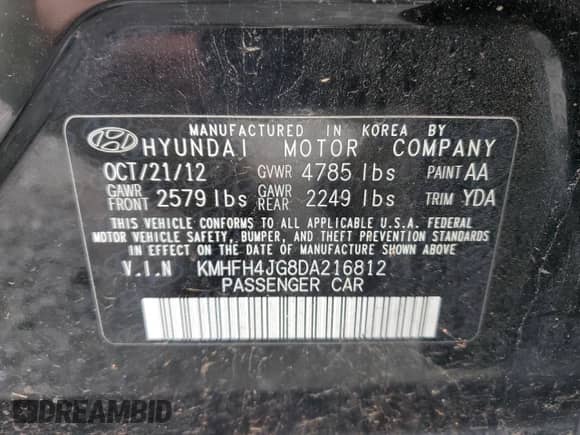 MANUFACTURED IN KOREA BY
HYUNDAI MOTOR COMPANY
OCT/21/12 GVWR 4785 lbs PAINT AA
GAWR FRONT 2579 lbs GAWR REAR 2249 lbs TRIM YDA
THIS VEHICLE CONFORMS TO ALL APPLICABLE U.S.A. FEDERAL
MOTOR VEHICLE SAFETY, BUMPER, AND THEFT PREVENTION STANDARDS
IN EFFECT ON THE DATE OF MANUFACTURE SHOWN ABOVE
V.I.N KMHFH4JG8DA216812
PASSENGER CAR
DREAMBID